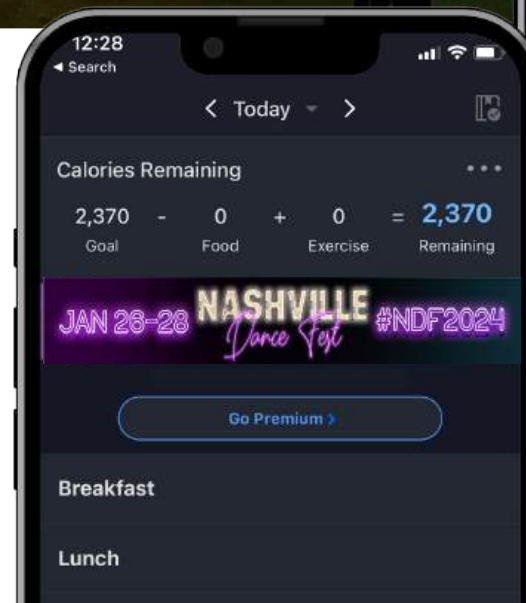 12:28
◄ Search
< Today >
Calories Remaining ...
2,370 - 0 + 0 = 2,370
Goal Food Exercise Remaining
JAN 26-28 NASHVILLE Dance Fest #NDF2024
Go Premium >
Breakfast
Lunch